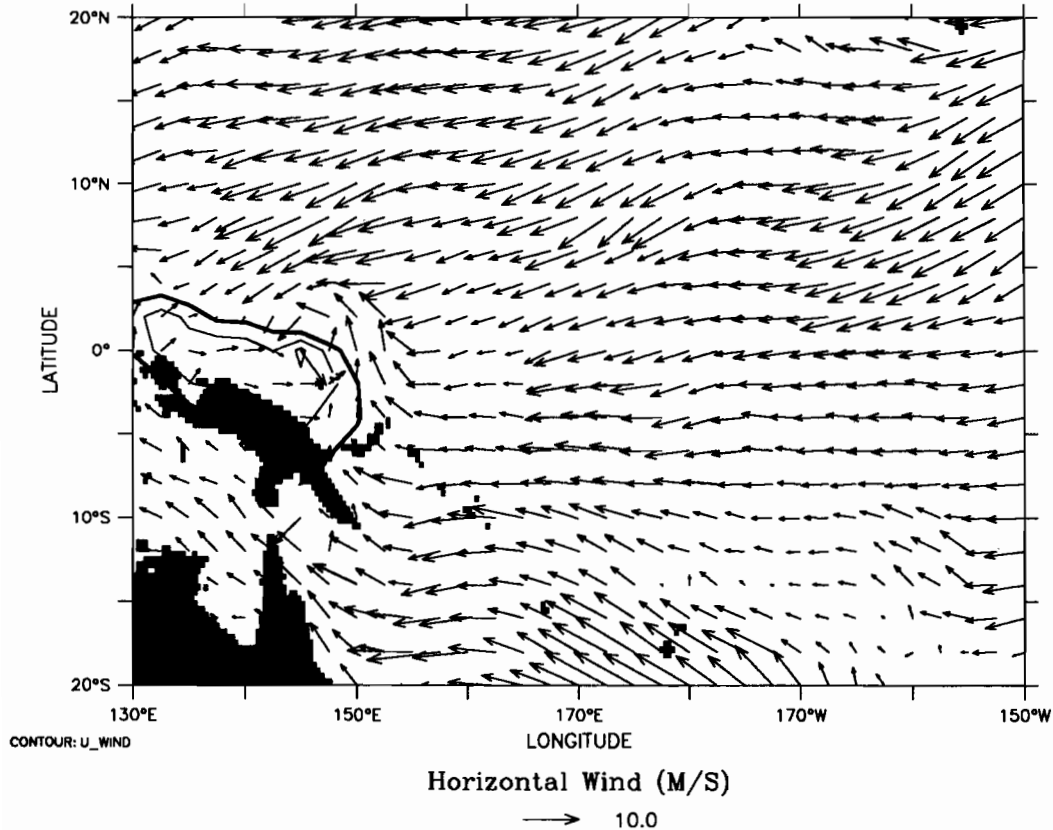 20°N
10°N
0°
10°S
20°S
LATITUDE
130°E 150°E 170°E 170°W 150°W
LONGITUDE
CONTOUR: U_WIND
Horizontal Wind (M/S)
10.0